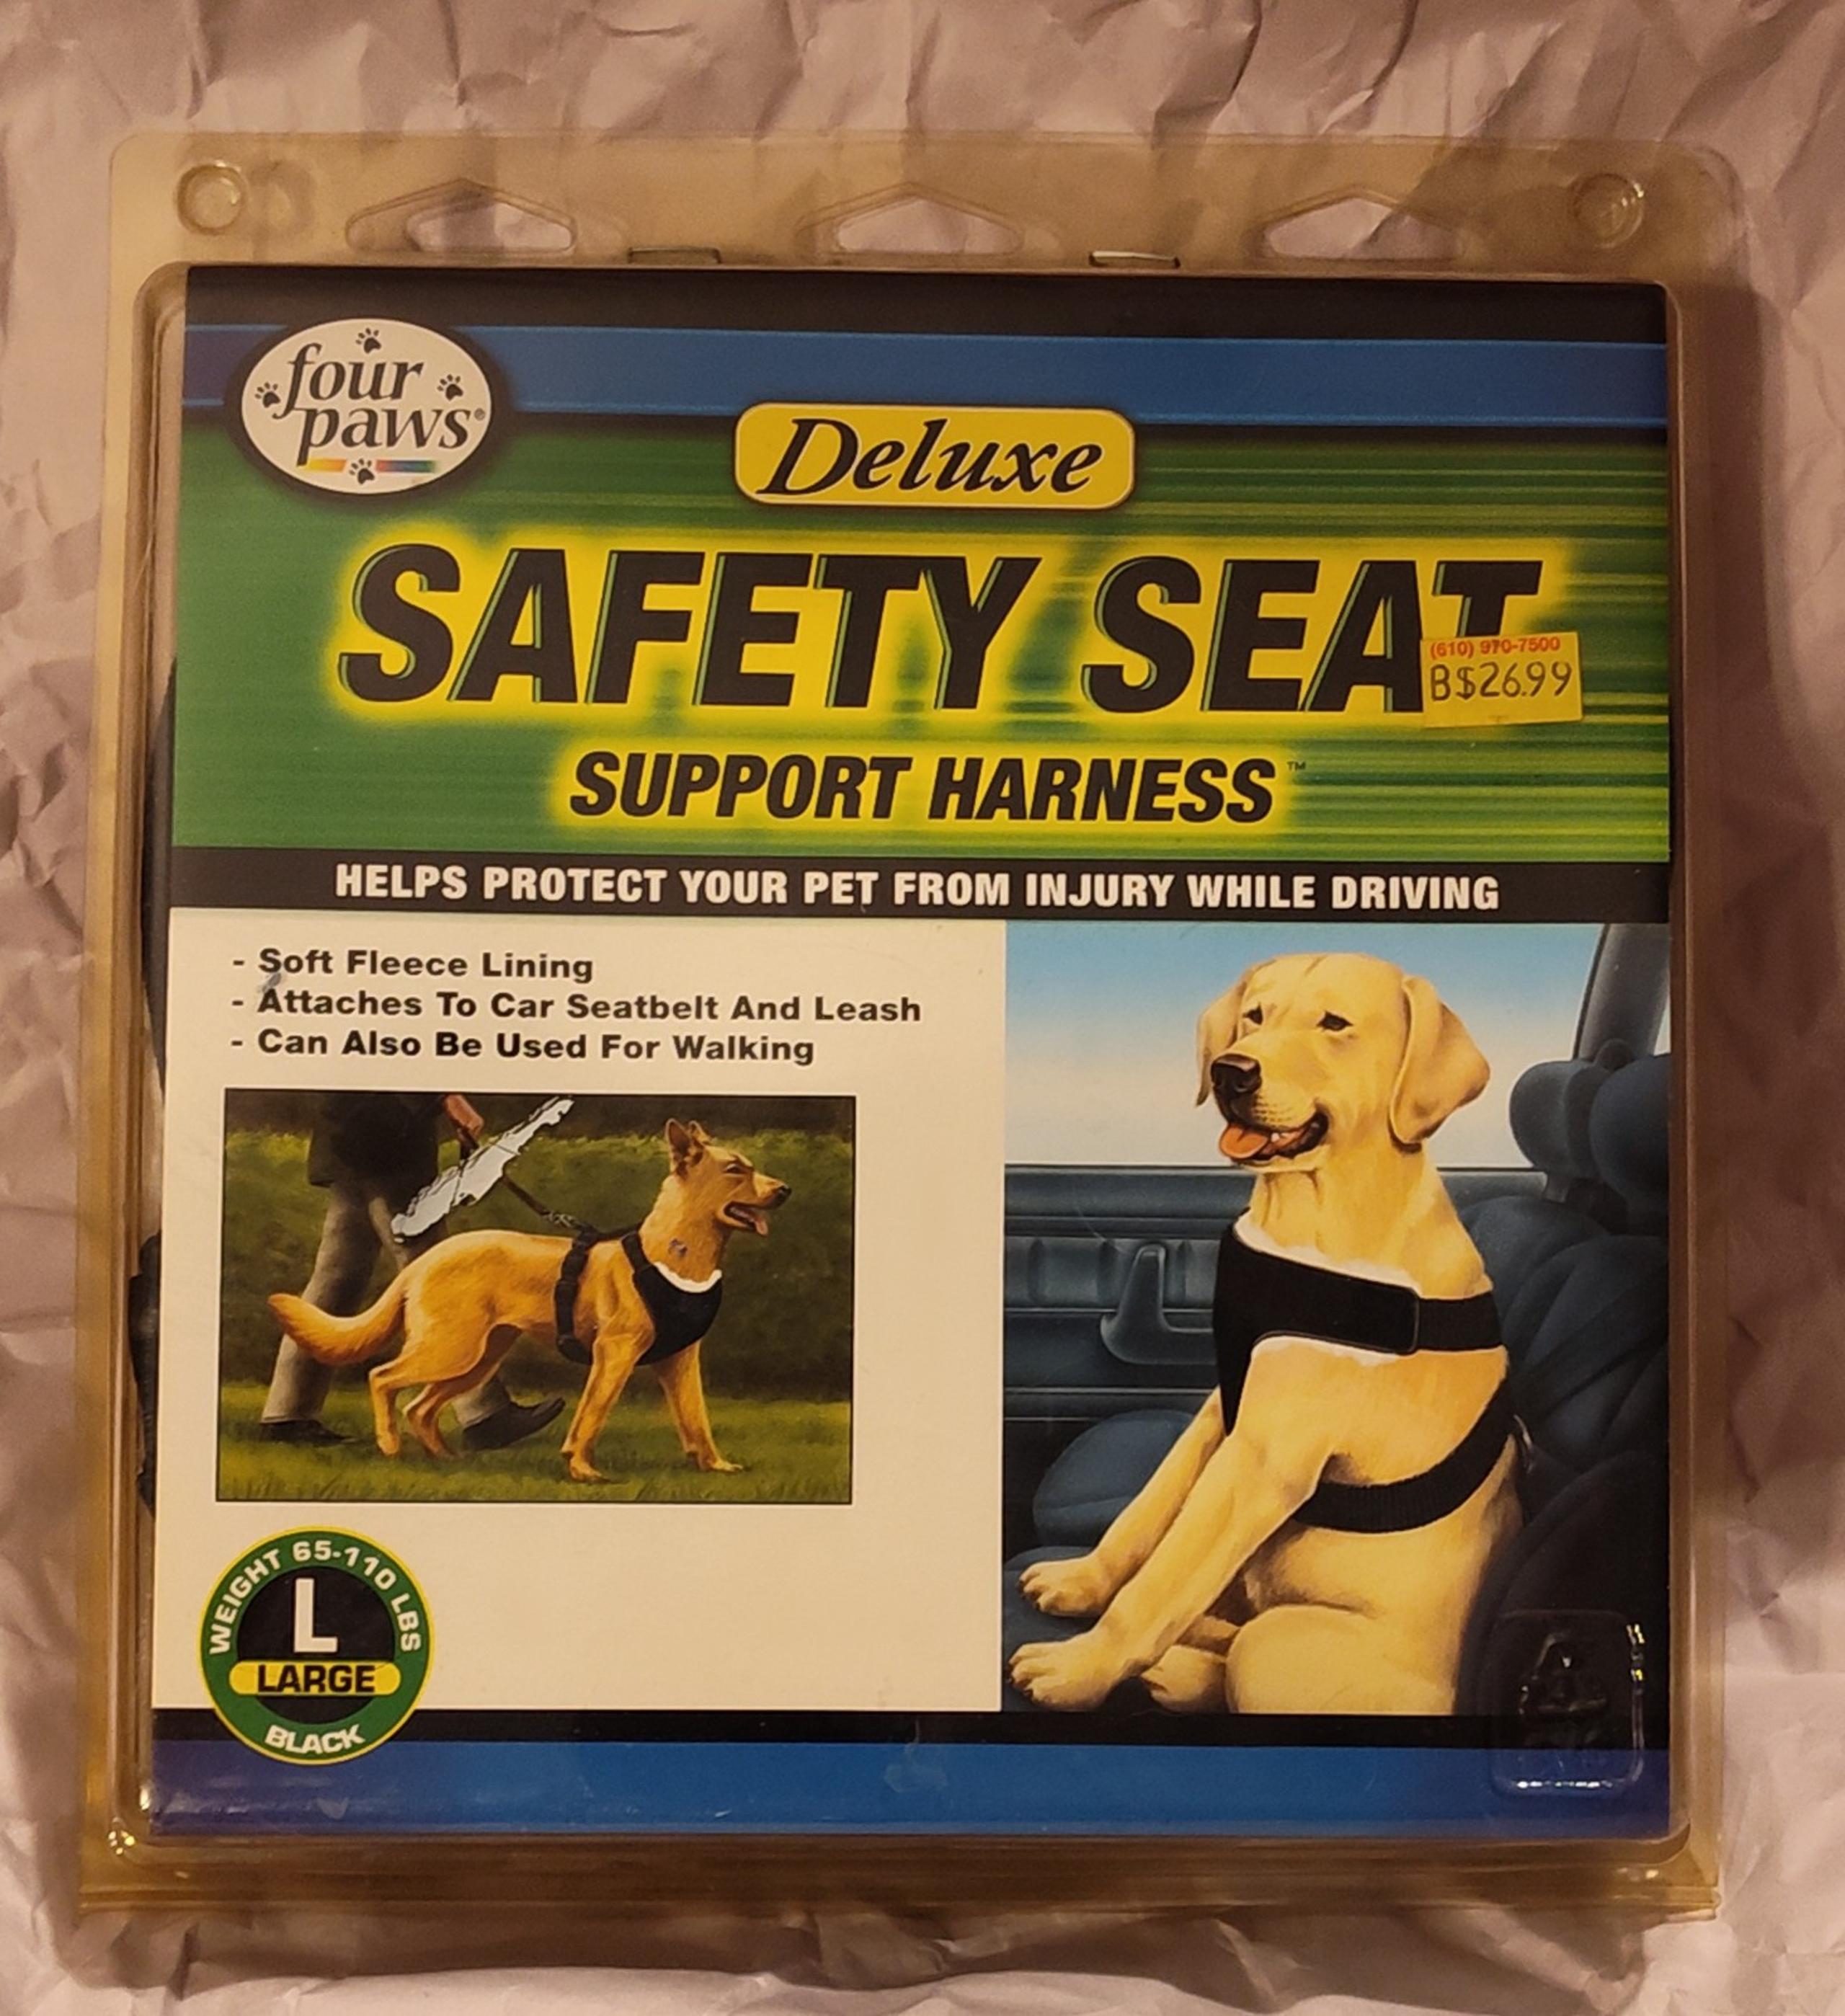 four
paws®
Deluxe
SAFETY SEAT
(610) 970-7500
B$26.99
SUPPORT HARNESS™
HELPS PROTECT YOUR PET FROM INJURY WHILE DRIVING
- Soft Fleece Lining
- Attaches To Car Seatbelt And Leash
- Can Also Be Used For Walking
WEIGHT 65-110 LBS
L
LARGE
BLACK